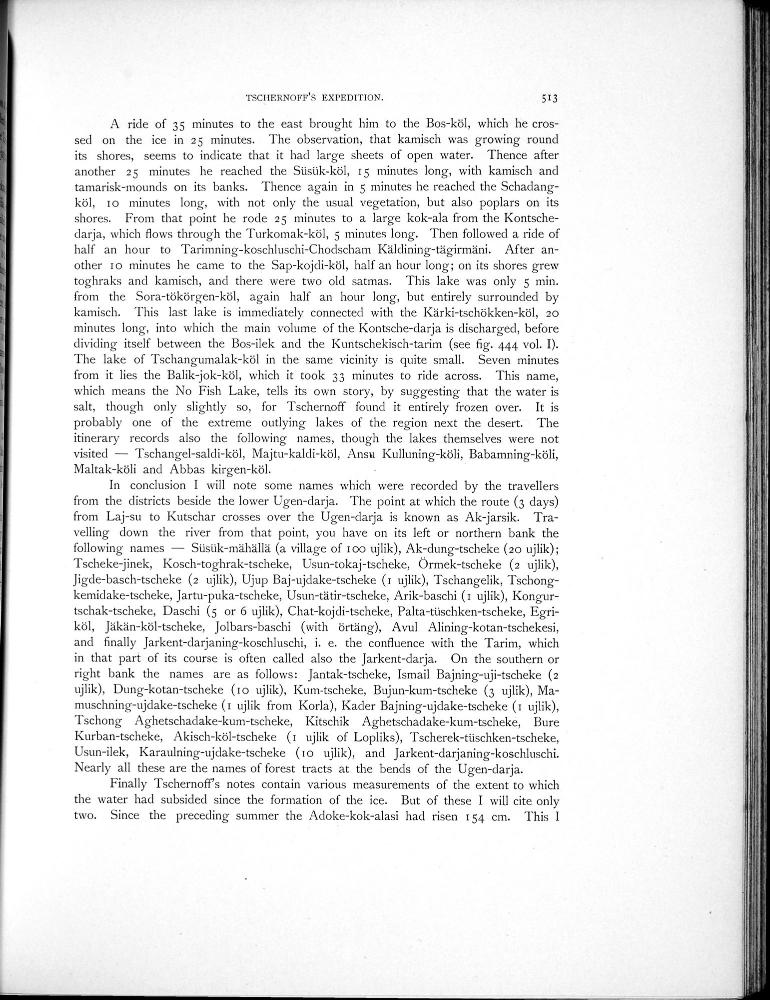 TSCHERNOFF'S EXPEDITION. 513
A ride of 35 minutes to the east brought him to the Bos-köl, which he cros-
sed on the ice in 25 minutes. The observation, that kamisch was growing round
its shores, seems to indicate that it had large sheets of open water. Thence after
another 25 minutes he reached the Süsük-köl, 15 minutes long, with kamisch and
tamarisk-mounds on its banks. Thence again in 5 minutes he reached the Schadang-
köl, 10 minutes long, with not only the usual vegetation, but also poplars on its
shores. From that point he rode 25 minutes to a large kok-ala from the Kontsche-
darja, which flows through the Turkomak-köl, 5 minutes long. Then followed a ride of
half an hour to Tarimning-koschluschi-Chodscham Käldining-tägirmäni. After an-
other 10 minutes he came to the Sap-kojdi-köl, half an hour long; on its shores grew
toghraks and kamisch, and there were two old satmas. This lake was only 5 min.
from the Sora-tökörgen-köl, again half an hour long, but entirely surrounded by
kamisch. This last lake is immediately connected with the Kärki-tschökken-köl, 20
minutes long, into which the main volume of the Kontsche-darja is discharged, before
dividing itself between the Bos-ilek and the Kuntschekisch-tarim (see fig. 444 vol. I).
The lake of Tschangumalak-köl in the same vicinity is quite small. Seven minutes
from it lies the Balik-jok-köl, which it took 33 minutes to ride across. This name,
which means the No Fish Lake, tells its own story, by suggesting that the water is
salt, though only slightly so, for Tschernoff found it entirely frozen over. It is
probably one of the extreme outlying lakes of the region next the desert. The
itinerary records also the following names, though the lakes themselves were not
visited — Tschangel-saldi-köl, Majtu-kaldi-köl, Ansu Kulluning-köli, Babamning-köli,
Maltak-köli and Abbas kirgen-köl.
In conclusion I will note some names which were recorded by the travellers
from the districts beside the lower Ugen-darja. The point at which the route (3 days)
from Laj-su to Kutschar crosses over the Ugen-darja is known as Ak-jarsik. Tra-
velling down the river from that point, you have on its left or northern bank the
following names — Süsük-mähällä (a village of 100 ujlik), Ak-dung-tscheke (20 ujlik);
Tscheke-jinek, Kosch-toghrak-tscheke, Usun-tokaj-tscheke, Örmek-tscheke (2 ujlik),
Jigde-basch-tscheke (2 ujlik), Ujup Baj-ujdake-tscheke (1 ujlik), Tschangelik, Tschong-
kemidake-tscheke, Jartu-puka-tscheke, Usun-tätir-tscheke, Arik-baschi (1 ujlik), Kongur-
tschak-tscheke, Daschi (5 or 6 ujlik), Chat-kojdi-tscheke, Palta-tüschken-tscheke, Egri-
köl, Jäkän-köl-tscheke, Jolbars-baschi (with örtäng), Avul Alining-kotan-tschekesi,
and finally Jarkent-darjaning-koschluschi, i. e. the confluence with the Tarim, which
in that part of its course is often called also the Jarkent-darja. On the southern or
right bank the names are as follows: Jantak-tscheke, Ismail Bajning-uji-tscheke (2
ujlik), Dung-kotan-tscheke (10 ujlik), Kum-tscheke, Bujun-kum-tscheke (3 ujlik), Ma-
muschning-ujdake-tscheke (1 ujlik from Korla), Kader Bajning-ujdake-tscheke (1 ujlik),
Tschong Aghetschadake-kum-tscheke, Kitschik Aghetschadake-kum-tscheke, Bure
Kurban-tscheke, Akisch-köl-tscheke (1 ujlik of Lopliks), Tscherek-tüschken-tscheke,
Usun-ilek, Karaulning-ujdake-tscheke (10 ujlik), and Jarkent-darjaning-koschluschi.
Nearly all these are the names of forest tracts at the bends of the Ugen-darja.
Finally Tschernoff's notes contain various measurements of the extent to which
the water had subsided since the formation of the ice. But of these I will cite only
two. Since the preceding summer the Adoke-kok-alasi had risen 154 cm. This I